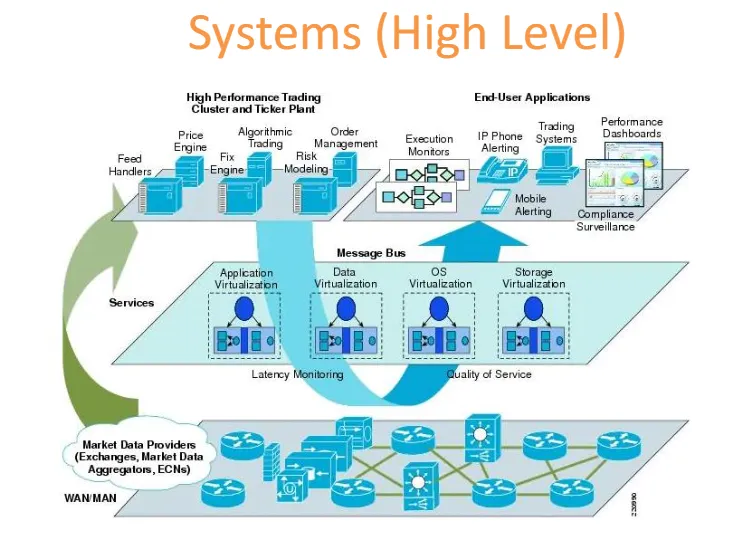 Systems (High Level)
High Performance Trading
Cluster and Ticker Plant
End-User Applications
Feed
Handlers
Price
Engine
Fix
Engine
Algorithmic
Trading
Risk
Modeling
Order
Management
Execution
Monitors
IP Phone
Alerting
IP
Trading
Systems
Performance
Dashboards
Mobile
Alerting
Compliance
Surveillance
Message Bus
Services
Application
Virtualization
Data
Virtualization
OS
Virtualization
Storage
Virtualization
Latency Monitoring
Quality of Service
Market Data Providers
(Exchanges, Market Data
Aggregators, ECNs)
WAN/MAN
220990